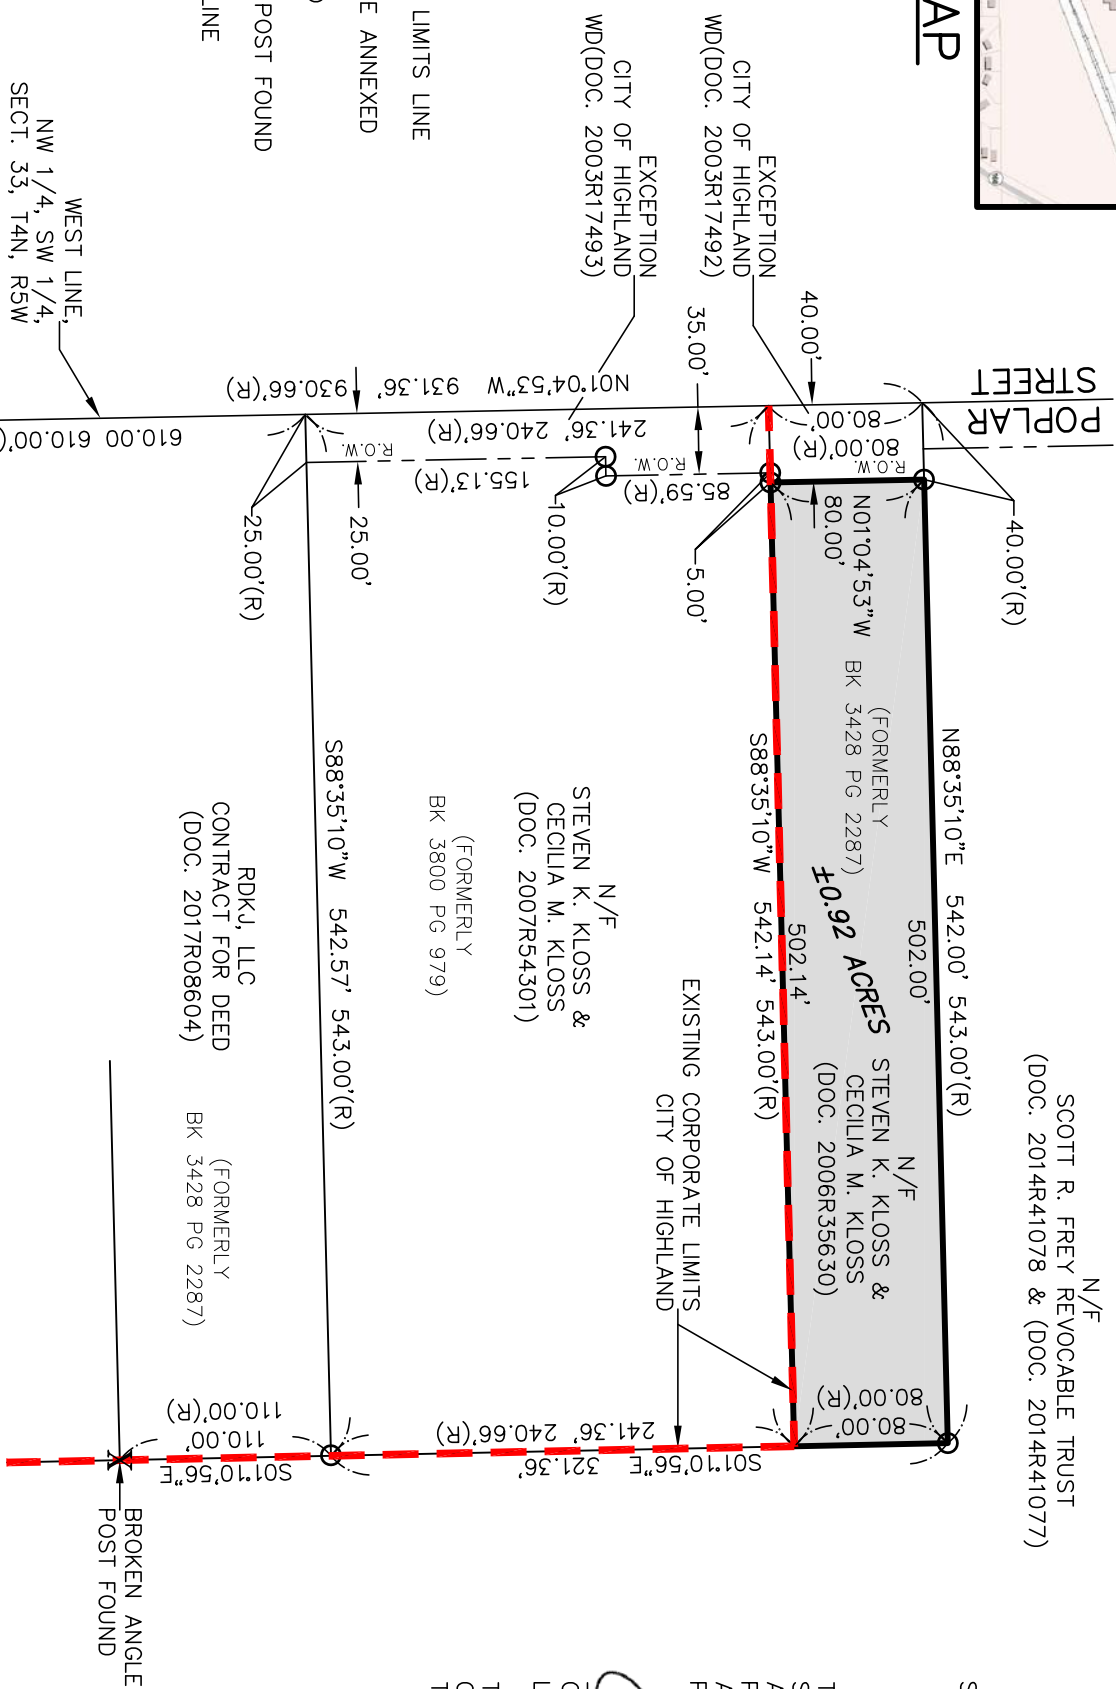 AP
LIMITS LINE
E ANNEXED
POST FOUND
LINE
WEST LINE,
NW 1/4, SW 1/4,
SECT. 33, T4N, R5W
EXCEPTION
CITY OF HIGHLAND
WD(DOC. 2003R17492)
EXCEPTION
CITY OF HIGHLAND
WD(DOC. 2003R17493)
POPLAR
STREET
40.00'
35.00'
80.00'
80.00'(R)
R.O.W.
N01°04'53"W 931.36' 930.66'(R)
241.36' 240.66'(R)
R.O.W.
85.59'(R)
R.O.W.
155.13'(R)
610.00 610.00'(
40.00'(R)
5.00'
10.00'(R)
25.00'
25.00'(R)
N/F
SCOTT R. FREY REVOCABLE TRUST
(DOC. 2014R41078 & (DOC. 2014R41077)
N88°35'10"E 542.00' 543.00'(R)
502.00'
N01°04'53"W
80.00'
(FORMERLY
BK 3428 PG 2287)
±0.92 ACRES
N/F
STEVEN K. KLOSS &
CECILIA M. KLOSS
(DOC. 2006R35630)
80.00'
80.00'(R)
502.14'
S88°35'10"W 542.14' 543.00'(R)
EXISTING CORPORATE LIMITS
CITY OF HIGHLAND
N/F
STEVEN K. KLOSS &
CECILIA M. KLOSS
(DOC. 2007R54301)
(FORMERLY
BK 3800 PG 979)
S01°10'56"E
321.36'
241.36' 240.66'(R)
S88°35'10"W 542.57' 543.00'(R)
RDKJ, LLC
CONTRACT FOR DEED
(DOC. 2017R08604)
(FORMERLY
BK 3428 PG 2287)
S01°10'56"E
110.00'
110.00'(R)
BROKEN ANGLE
POST FOUND